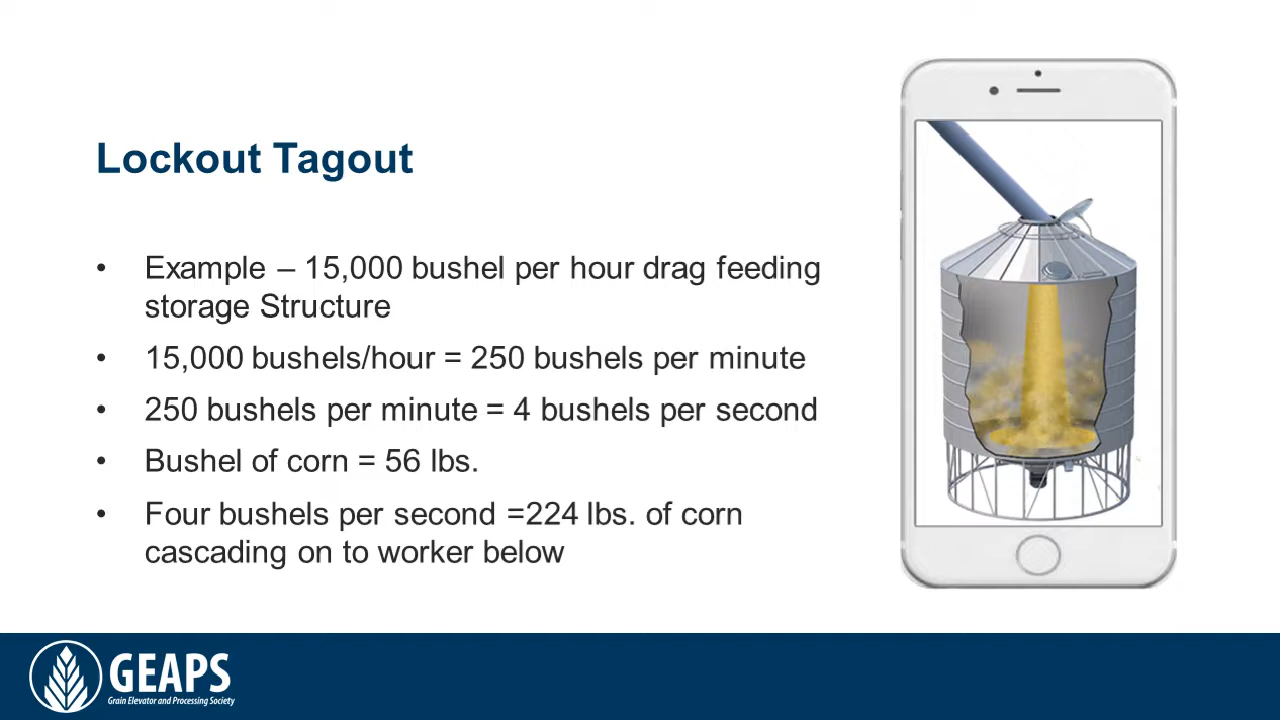 Lockout Tagout
• Example – 15,000 bushel per hour drag feeding
storage Structure
• 15,000 bushels/hour = 250 bushels per minute
• 250 bushels per minute = 4 bushels per second
• Bushel of corn = 56 lbs.
• Four bushels per second =224 lbs. of corn
cascading on to worker below
GEAPS
Grain Elevator and Processing Society